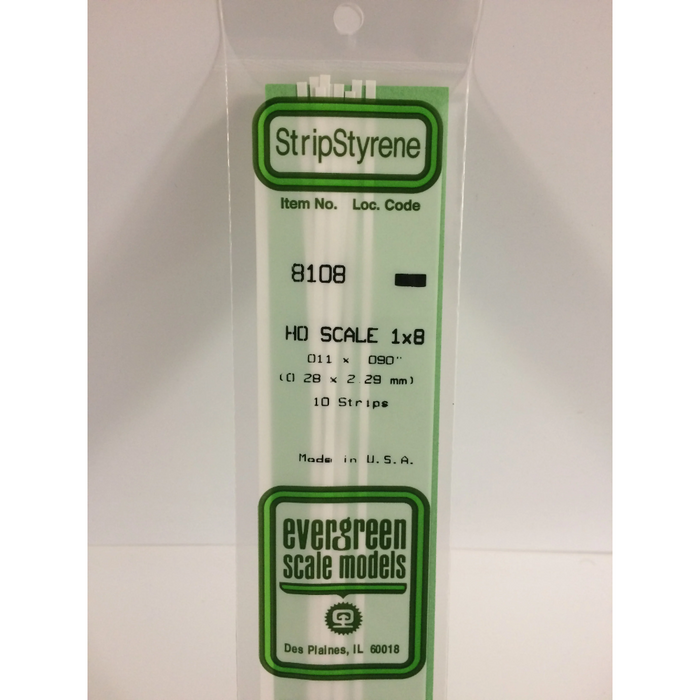 StripStyrene
Item No. Loc. Code
8108
HO SCALE 1x8
011 x 090"
(0 28 x 2 29 mm)
10 Strips
Made in U.S.A.
evergreen
scale models
Des Plaines, IL 60018